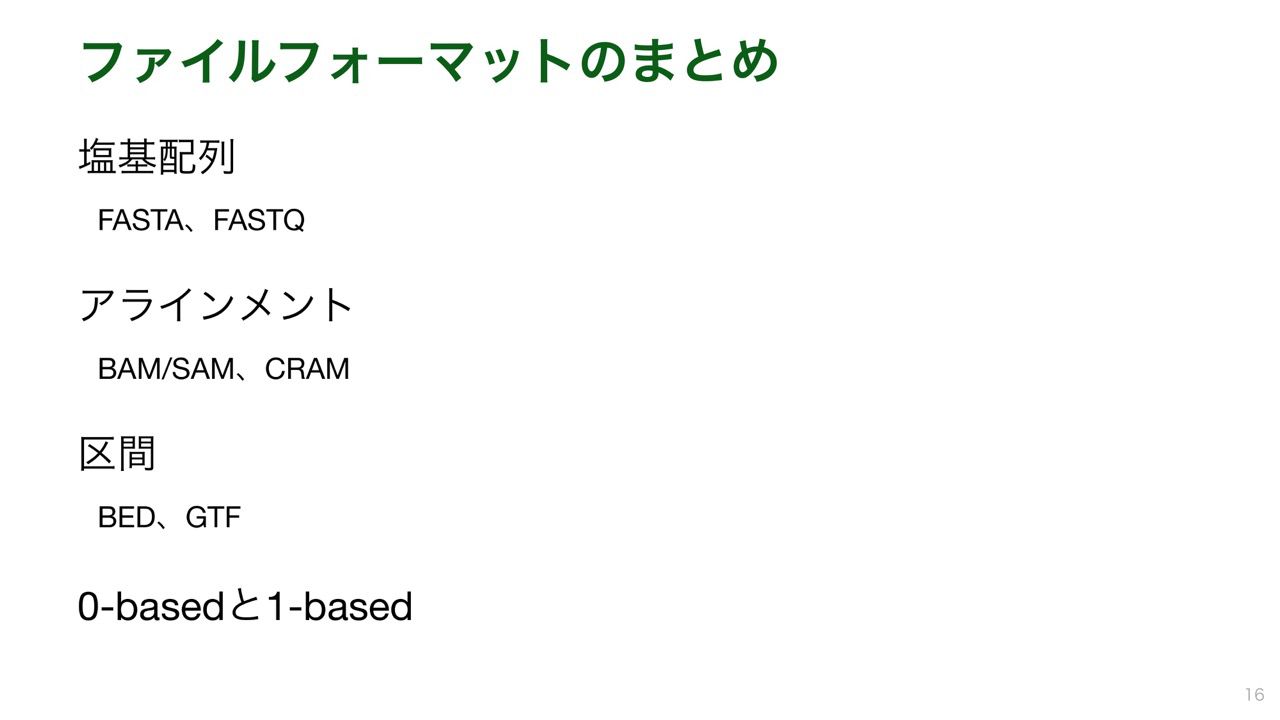 ファイルフォーマットのまとめ
塩基配列
FASTA、FASTQ
アラインメント
BAM/SAM、CRAM
区間
BED、GTF
0-basedと1-based
16